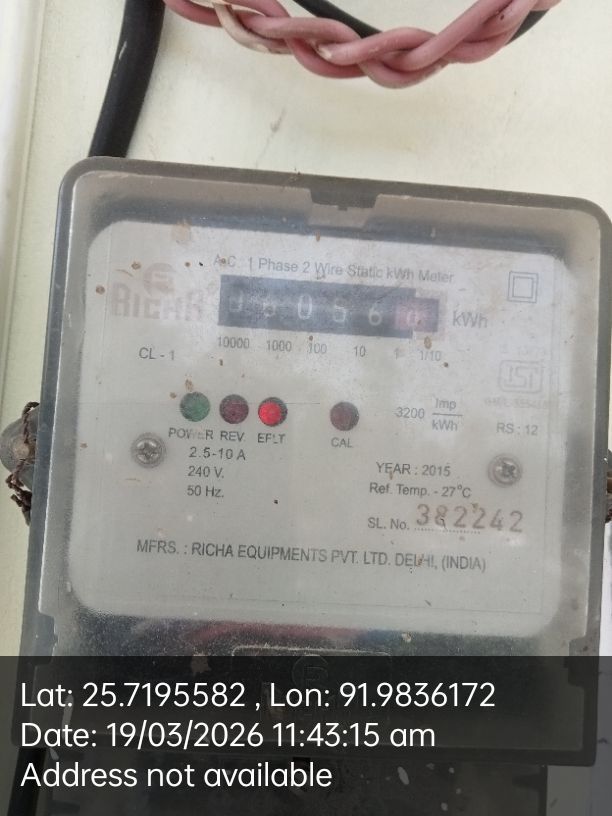 A.C. 1 Phase 2 Wire Static kWh Meter
RICHA
kWh
10000 1000 100 10 1 1/10
CL - 1
3200 Imp/kWh
RS : 12
POWER REV. EFLT CAL
2.5-10 A
240 V.
50 Hz.
YEAR : 2015
Ref. Temp. - 27°C
SL. No. 382242
MFRS. : RICHA EQUIPMENTS PVT. LTD. DELHI, (INDIA)
Lat: 25.7195582 , Lon: 91.9836172
Date: 19/03/2026 11:43:15 am
Address not available